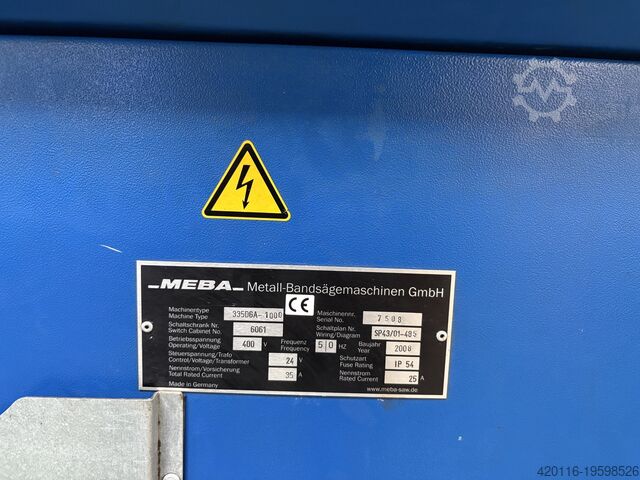 _MEBA_ Metall-Bandsägemaschinen GmbH
Machinentype
Machine Type 335DGA-1000 CE Maschinennr.
Serial No. 7508
Schaltschrank Nr.
Switch Cabinet No. 6061 Schaltplan Nr.
Wiring/Diagram SP43/01-485
Betriebsspannung
Operating/Voltage 400 V Frequenz
Frequency 50 HZ Baujahr
Year 2008
Steuerspannung/Trafo
Control/Voltage/Transformer 24 V Schutzart
Fuse Rating IP 54
Nennstrom/Vorsicherung
Total Rated Current 35 A Nennstrom
Rated Current 25 A
Made in Germany www.meba-saw.de
420116-19598526